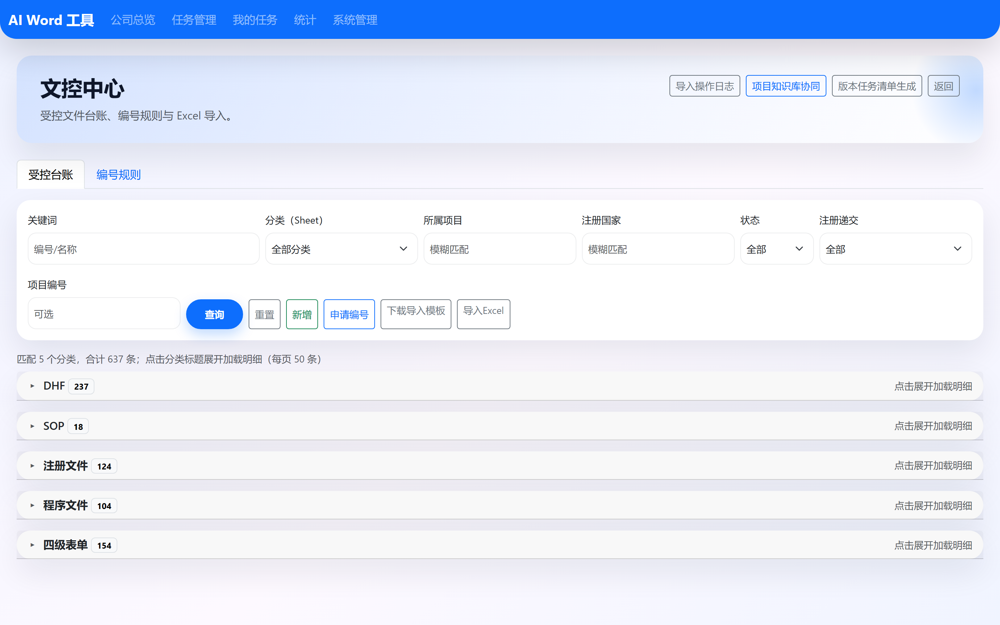 AI Word 工具 公司总览 任务管理 我的任务 统计 系统管理
文控中心
导入操作日志 项目知识库协同 版本任务清单生成 返回
受控文件台账、编号规则与 Excel 导入。
受控台账 编号规则
关键词 分类（Sheet） 所属项目 注册国家 状态 注册递交
编号/名称 全部分类 模糊匹配 模糊匹配 全部 全部
项目编号
可选 查询 重置 新增 申请编号 下载导入模板 导入Excel
匹配 5 个分类，合计 637 条；点击分类标题展开加载明细（每页 50 条）
DHF 237 点击展开加载明细
SOP 18 点击展开加载明细
注册文件 124 点击展开加载明细
程序文件 104 点击展开加载明细
四级表单 154 点击展开加载明细